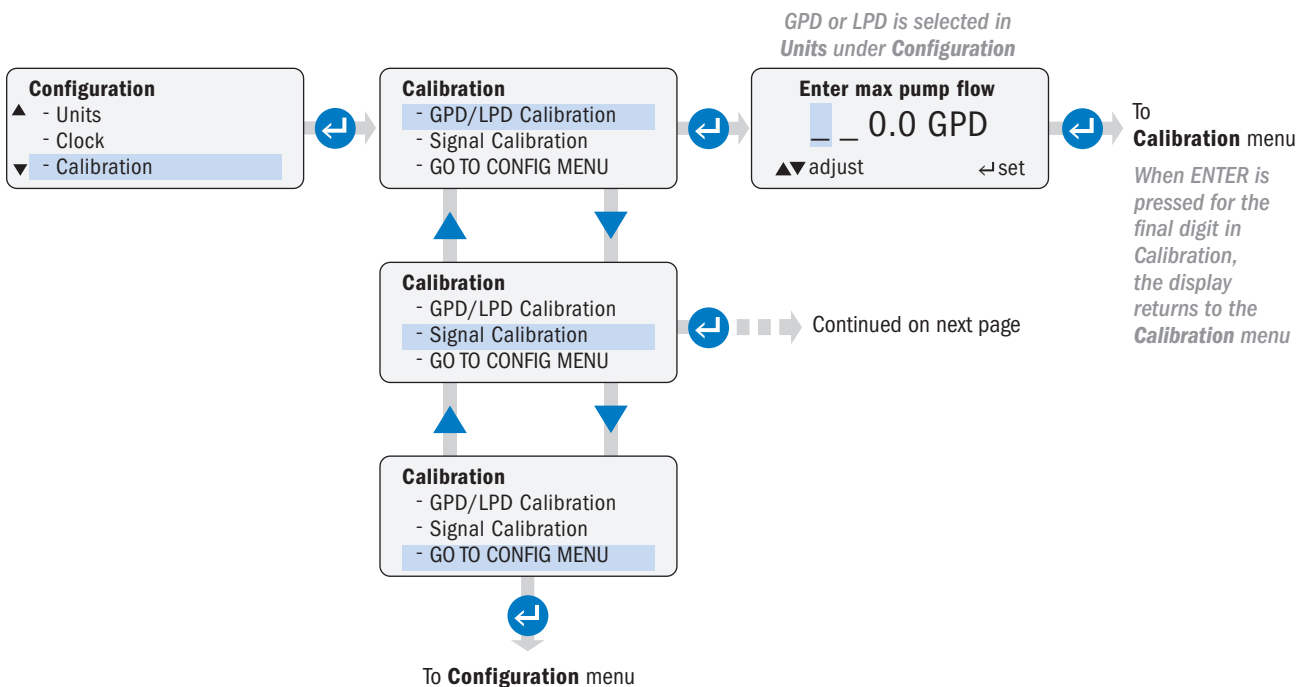 GPD or LPD is selected in
Units under Configuration
Configuration
- Units
- Clock
- Calibration
Calibration
- GPD/LPD Calibration
- Signal Calibration
- GO TO CONFIG MENU
Enter max pump flow
_ _ 0.0 GPD
▲▼ adjust
↵ set
To
Calibration menu
When ENTER is
pressed for the
final digit in
Calibration,
the display
returns to the
Calibration menu
Calibration
- GPD/LPD Calibration
- Signal Calibration
- GO TO CONFIG MENU
Continued on next page
Calibration
- GPD/LPD Calibration
- Signal Calibration
- GO TO CONFIG MENU
To Configuration menu